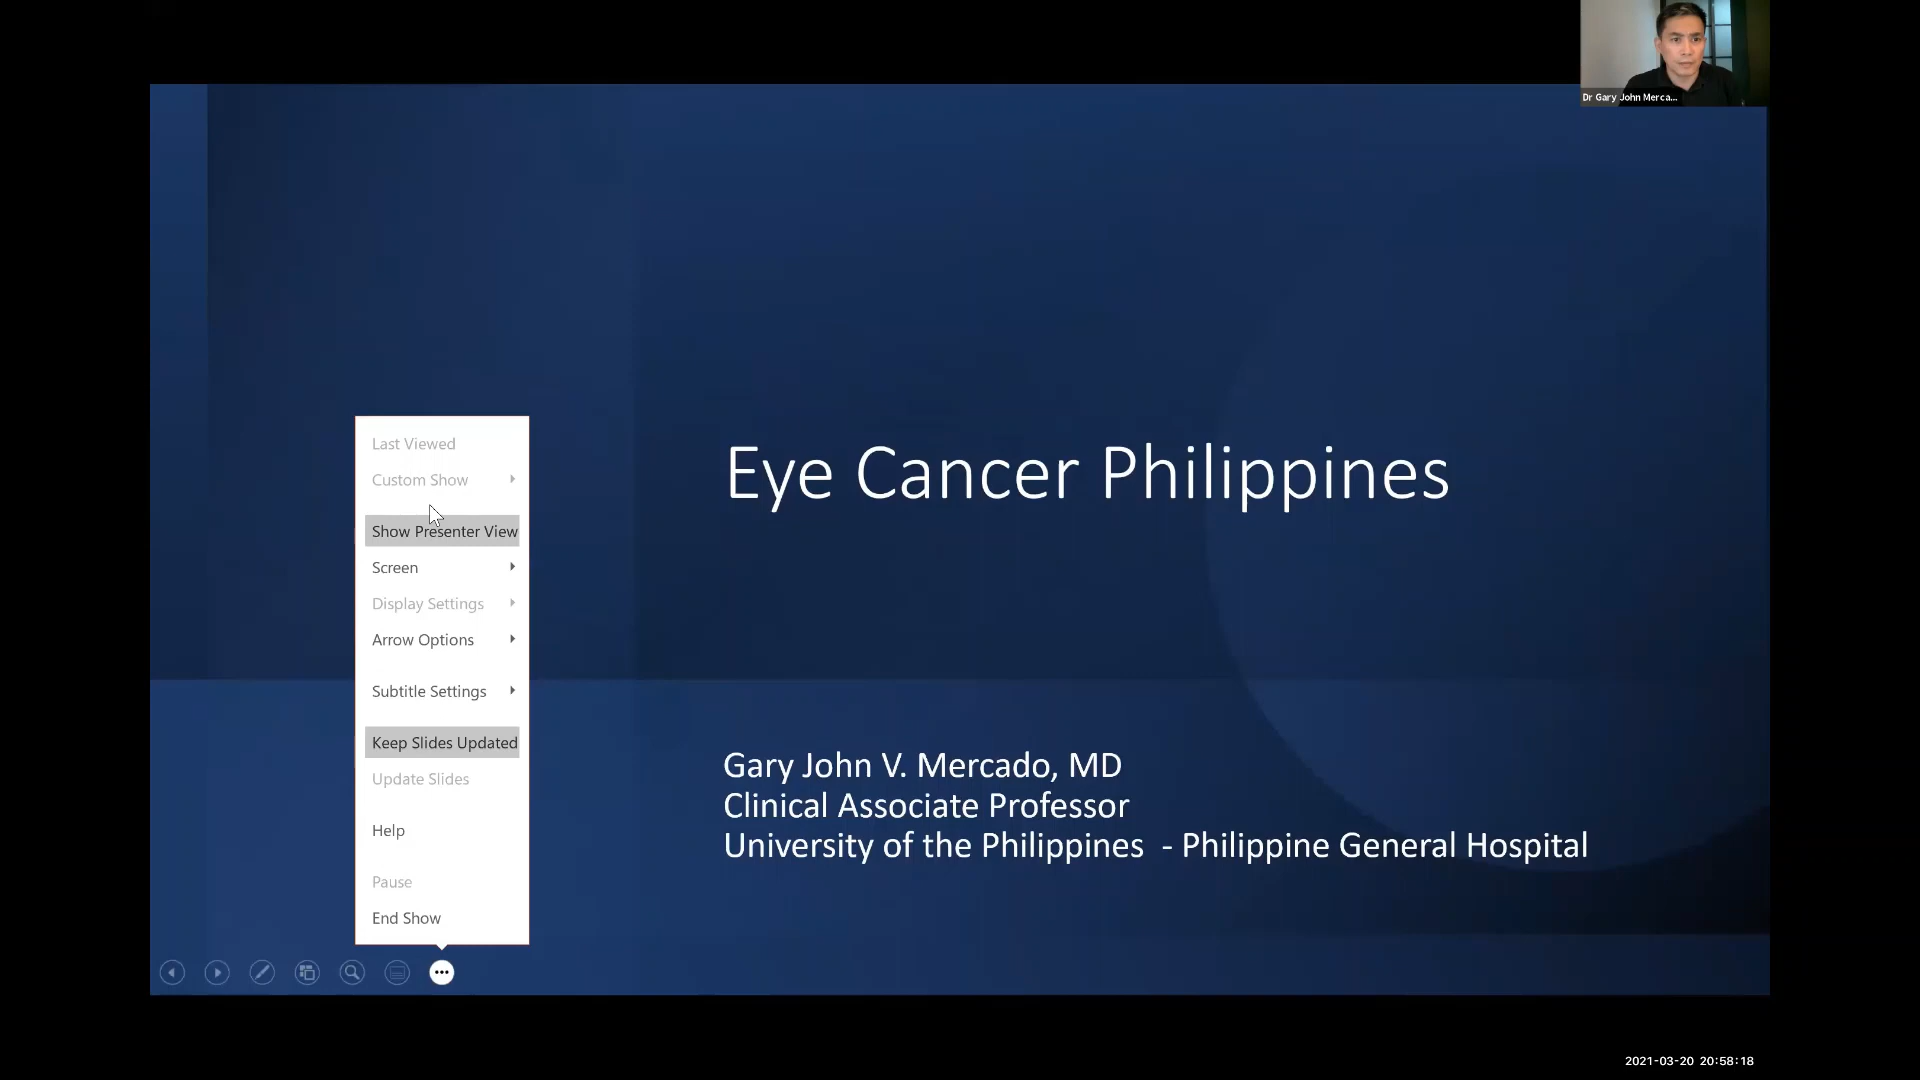 Dr Gary John Merca...
Last Viewed
Custom Show
Show Presenter View
Screen
Display Settings
Arrow Options
Subtitle Settings
Keep Slides Updated
Update Slides
Help
Pause
End Show
Eye Cancer Philippines
Gary John V. Mercado, MD
Clinical Associate Professor
University of the Philippines - Philippine General Hospital
2021-03-20 20:58:18